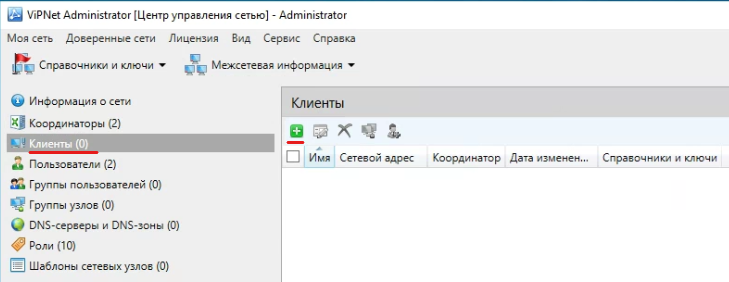 ViPNet Administrator [Центр управления сетью] - Administrator
Моя сеть Доверенные сети Лицензия Вид Сервис Справка
Справочники и ключи Межсетевая информация
Информация о сети
Координаторы (2)
Клиенты (0)
Пользователи (2)
Группы пользователей (0)
Группы узлов (0)
DNS-серверы и DNS-зоны (0)
Роли (10)
Шаблоны сетевых узлов (0)
Клиенты
Имя Сетевой адрес Координатор Дата изменен... Справочники и ключи